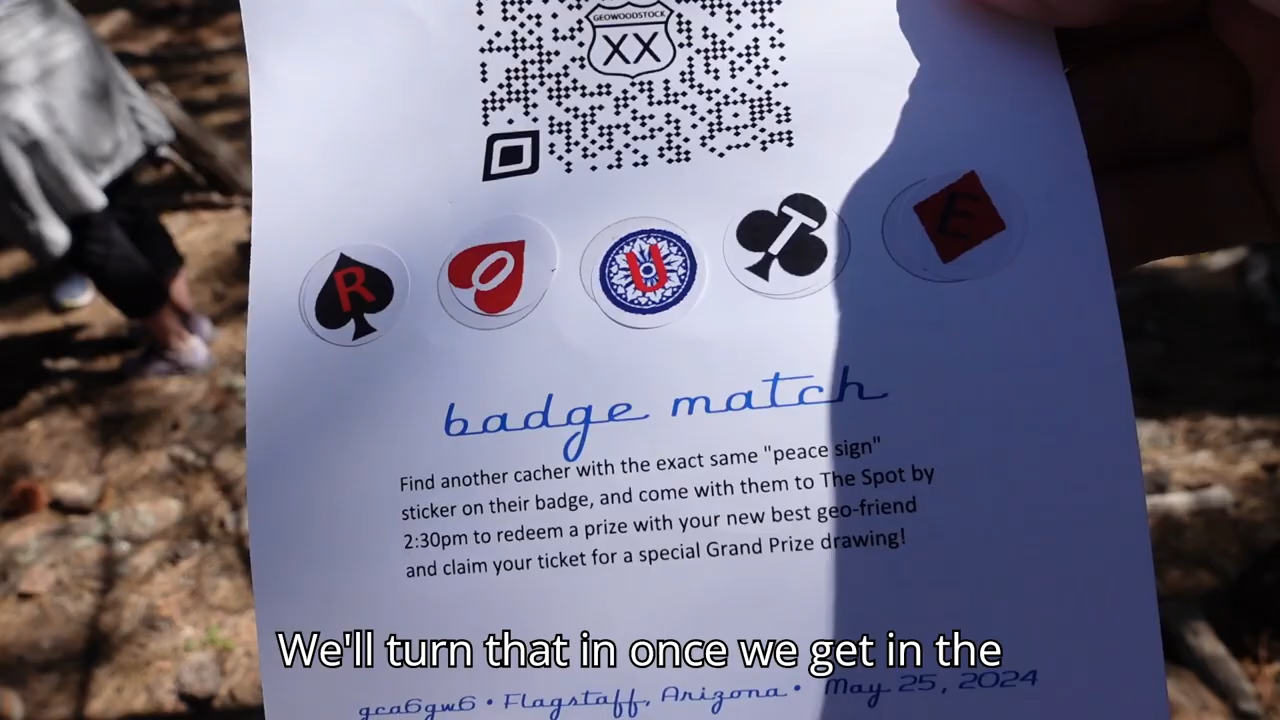 GEOWOODSTOCK
XX
R O U T E
badge match
Find another cacher with the exact same "peace sign"
sticker on their badge, and come with them to The Spot by
2:30pm to redeem a prize with your new best geo-friend
and claim your ticket for a special Grand Prize drawing!
We'll turn that in once we get in the
gca6gw6 • Flagstaff, Arizona • May 25, 2024